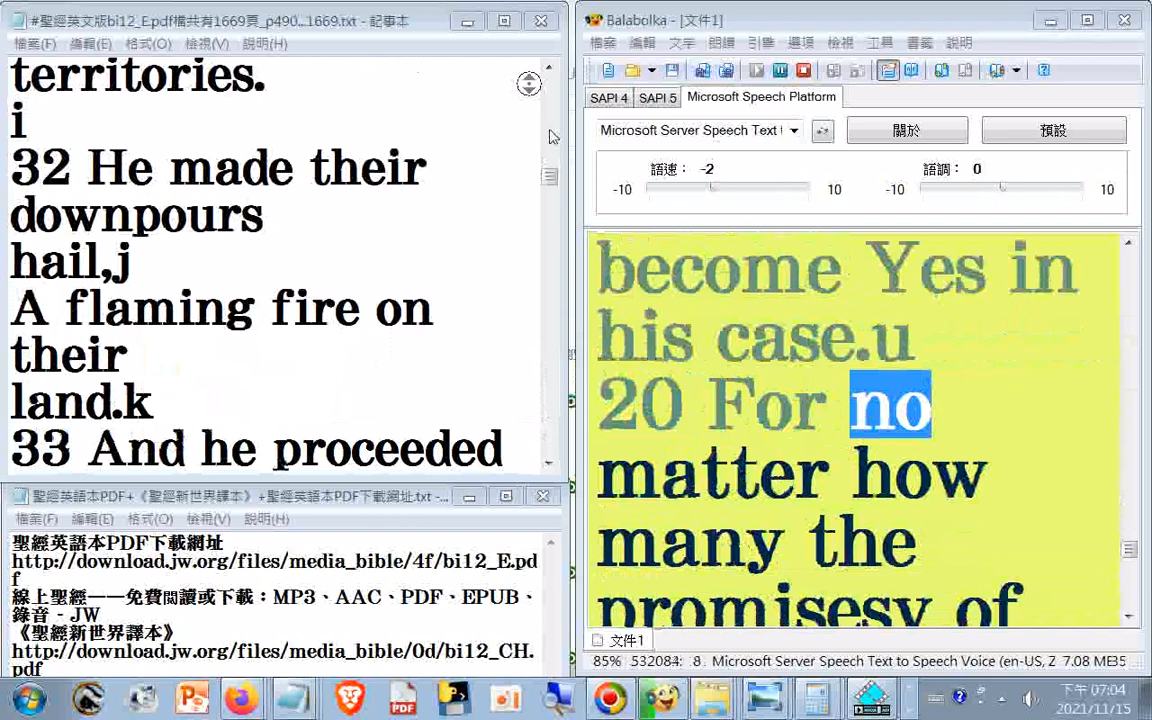 #聖經英文版bi12_E.pdf檔共有1669頁_p490...1669.txt - 記事本
檔案(F) 編輯(E) 格式(O) 檢視(V) 說明(H)
territories.
i
32 He made their
downpours
hail,j
A flaming fire on
their
land.k
33 And he proceeded
聖經英語本PDF+《聖經新世界譯本》+聖經英語本PDF下載網址.txt -...
檔案(F) 編輯(E) 格式(O) 檢視(V) 說明(H)
聖經英語本PDF下載網址
http://download.jw.org/files/media_bible/4f/bi12_E.pd
f
線上聖經——免費閱讀或下載：MP3、AAC、PDF、EPUB、
錄音 - JW
《聖經新世界譯本》
http://download.jw.org/files/media_bible/0d/bi12_CH.
pdf
Balabolka - [文件1]
檔案 編輯 文字 朗讀 引擎 選項 檢視 工具 書籤 說明
SAPI 4 SAPI 5 Microsoft Speech Platform
Microsoft Server Speech Text 關於 預設
語速： -2 語調： 0
-10 10 -10 10
become Yes in
his case.u
20 For no
matter how
many the
promisesv of
文件1
85% 532084: 8 Microsoft Server Speech Text to Speech Voice (en-US, Z 7.08 MB
下午 07:04
2021/11/15